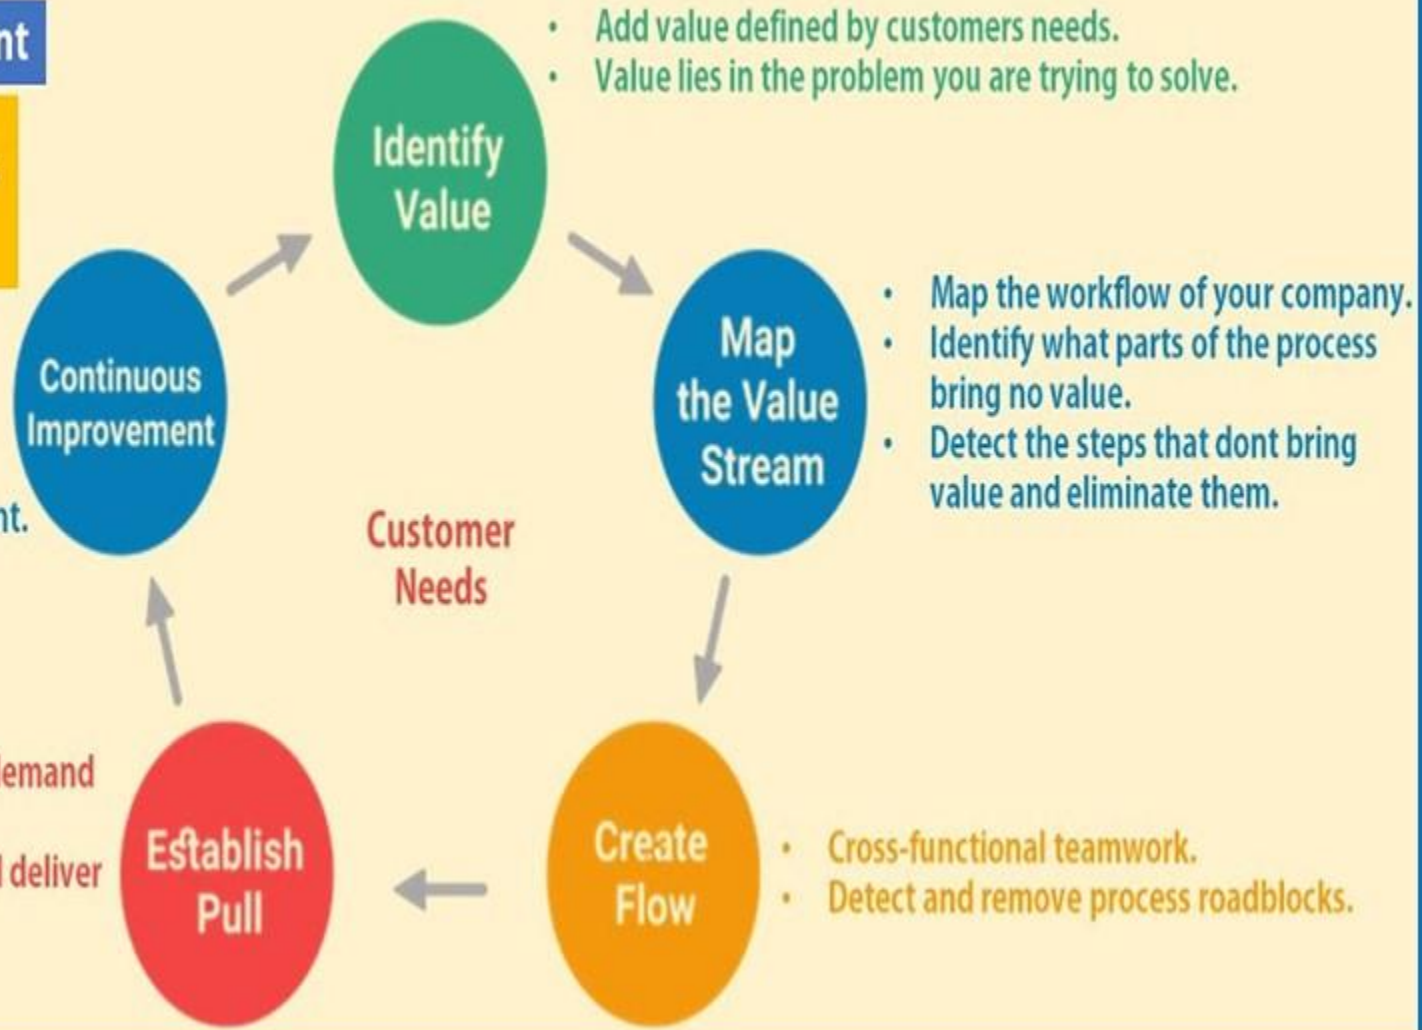 • Add value defined by customers needs.
• Value lies in the problem you are trying to solve.
Identify
Value
Continuous
Improvement
Map
the Value
Stream
• Map the workflow of your company.
• Identify what parts of the process
bring no value.
• Detect the steps that dont bring
value and eliminate them.
Customer
Needs
Establish
Pull
deliver
Create
Flow
• Cross-functional teamwork.
• Detect and remove process roadblocks.